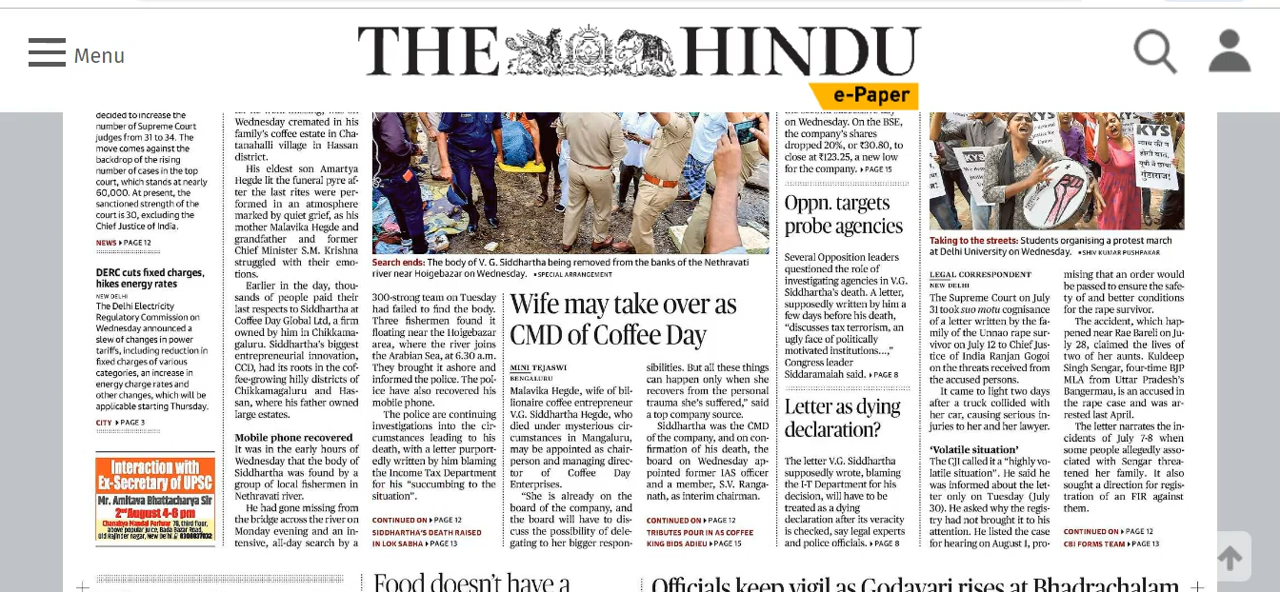 Menu
THE HINDU
e-Paper
decided to increase the
number of Supreme Court
judges from 31 to 34. The
move comes against the
backdrop of the rising
number of cases in the top
court, which stands at nearly
60,000. At present, the
sanctioned strength of the
court is 30, excluding the
Chief Justice of India.
NEWS PAGE 12
DERC cuts fixed charges,
hikes energy rates
NEW DELHI
The Delhi Electricity
Regulatory Commission on
Wednesday announced a
slew of changes in power
tariffs, including reduction in
fixed charges of various
categories, an increase in
energy charge rates and
other changes, which will be
applicable starting Thursday.
CITY PAGE 3
Interaction with
Ex-Secretary of UPSC
Mr. Amitava Bhattacharya Sir
2nd August 4-6 pm
Chanakya Mandal Parivar 76, third floor,
above popular juice, Bada Bazar Road,
Old Rajinder nagar, New Delhi
Wednesday cremated in his
family's coffee estate in Cha-
tanahalli village in Hassan
district.
His eldest son Amartya
Hegde lit the funeral pyre af-
ter the last rites were per-
formed in an atmosphere
marked by quiet grief, as his
mother Malavika Hegde and
grandfather and former
Chief Minister S.M. Krishna
struggled with their emo-
tions.
Earlier in the day, thou-
sands of people paid their
last respects to Siddhartha at
Coffee Day Global Ltd, a firm
owned by him in Chikkama-
galuru. Siddhartha's biggest
entrepreneurial innovation,
CCD, had its roots in the cof-
fee-growing hilly districts of
Chikkamagaluru and Has-
san, where his father owned
large estates.
Mobile phone recovered
It was in the early hours of
Wednesday that the body of
Siddhartha was found by a
group of local fishermen in
Nethravati river.
He had gone missing from
the bridge across the river on
Monday evening and an in-
tensive, all-day search by a
Search ends: The body of V. G. Siddhartha being removed from the banks of the Nethravati
river near Hoigebazar on Wednesday. SPECIAL ARRANGEMENT
300-strong team on Tuesday
had failed to find the body.
Three fishermen found it
floating near the Hoigebazar
area, where the river joins
the Arabian Sea, at 6.30 a.m.
They brought it ashore and
informed the police. The pol-
ice have also recovered his
mobile phone.
The police are continuing
investigations into the cir-
cumstances leading to his
death, with a letter purport-
edly written by him blaming
the Income Tax Department
for his "succumbing to the
situation".
CONTINUED ON PAGE 12
SIDDHARTHA'S DEATH RAISED
IN LOK SABHA PAGE 13
Wife may take over as
CMD of Coffee Day
MINI TEJASWI
BENGALURU
Malavika Hegde, wife of bil-
lionaire coffee entrepreneur
V.G. Siddhartha Hegde, who
died under mysterious cir-
cumstances in Mangaluru,
may be appointed as chair-
person and managing direc-
tor of Coffee Day
Enterprises.
"She is already on the
board of the company, and
the board will have to dis-
cuss the possibility of dele-
gating to her bigger respon-
sibilities. But all these things
can happen only when she
recovers from the personal
trauma she's suffered," said
a top company source.
Siddhartha was the CMD
of the company, and on con-
firmation of his death, the
board on Wednesday ap-
pointed former IAS officer
and a member, S.V. Ranga-
nath, as interim chairman.
CONTINUED ON PAGE 12
TRIBUTES POUR IN AS COFFEE
KING BIDS ADIEU PAGE 15
on Wednesday. On the BSE,
the company's shares
dropped 20%, or ₹30.80, to
close at ₹123.25, a new low
for the company. PAGE 15
Oppn. targets
probe agencies
Several Opposition leaders
questioned the role of
investigating agencies in V.G.
Siddhartha's death. A letter,
supposedly written by him a
few days before his death,
"discusses tax terrorism, an
ugly face of politically
motivated institutions...,"
Congress leader
Siddaramaiah said. PAGE 8
Letter as dying
declaration?
The letter V.G. Siddhartha
supposedly wrote, blaming
the I-T Department for his
decision, will have to be
treated as a dying
declaration after its veracity
is checked, say legal experts
and police officials. PAGE 8
KYS
KYS
Taking to the streets: Students organising a protest march
at Delhi University on Wednesday. SHIV KUMAR PUSHPAKAR
LEGAL CORRESPONDENT
NEW DELHI
The Supreme Court on July
31 took suo motu cognisance
of a letter written by the fa-
mily of the Unnao rape sur-
vivor on July 12 to Chief Jus-
tice of India Ranjan Gogoi
on the threats received from
the accused persons.
It came to light two days
after a truck collided with
her car, causing serious in-
juries to her and her lawyer.
'Volatile situation'
The CJI called it a "highly vo-
latile situation". He said he
was informed about the let-
ter only on Tuesday (July
30). He asked why the regis-
try had not brought it to his
attention. He listed the case
for hearing on August 1, pro-
mising that an order would
be passed to ensure the safe-
ty of and better conditions
for the rape survivor.
The accident, which hap-
pened near Rae Bareli on Ju-
ly 28, claimed the lives of
two of her aunts. Kuldeep
Singh Sengar, four-time BJP
MLA from Uttar Pradesh's
Bangermau, is an accused in
the rape case and was ar-
rested last April.
The letter narrates the in-
cidents of July 7-8 when
some people allegedly asso-
ciated with Sengar threa-
tened her family. It also
sought a direction for regis-
tration of an FIR against
them.
CONTINUED ON PAGE 12
CBI FORMS TEAM PAGE 13
Food doesn't have a
Officials keep vigil as Godavari rises at Bhadrachalam